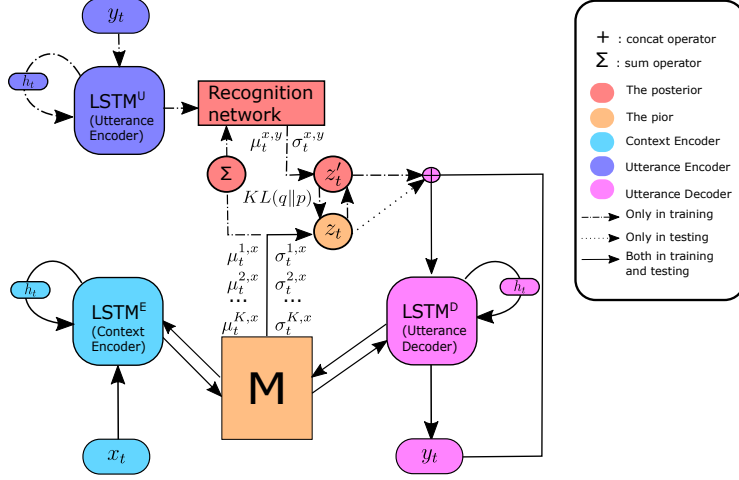 y_t
h_t
LSTM^U
(Utterance
Encoder)
Recognition
network
μ_t^{x,y} σ_t^{x,y}
Σ
z'_t
KL(q‖p)
z_t
+
μ_t^{1,x} σ_t^{1,x}
μ_t^{2,x} σ_t^{2,x}
... ...
μ_t^{K,x} σ_t^{K,x}
h_t
LSTM^E
(Context
Encoder)
M
LSTM^D
(Utterance
Decoder)
h_t
x_t
y_t
+ : concat operator
Σ : sum operator
The posterior
The pior
Context Encoder
Utterance Encoder
Utterance Decoder
Only in training
Only in testing
Both in training
and testing